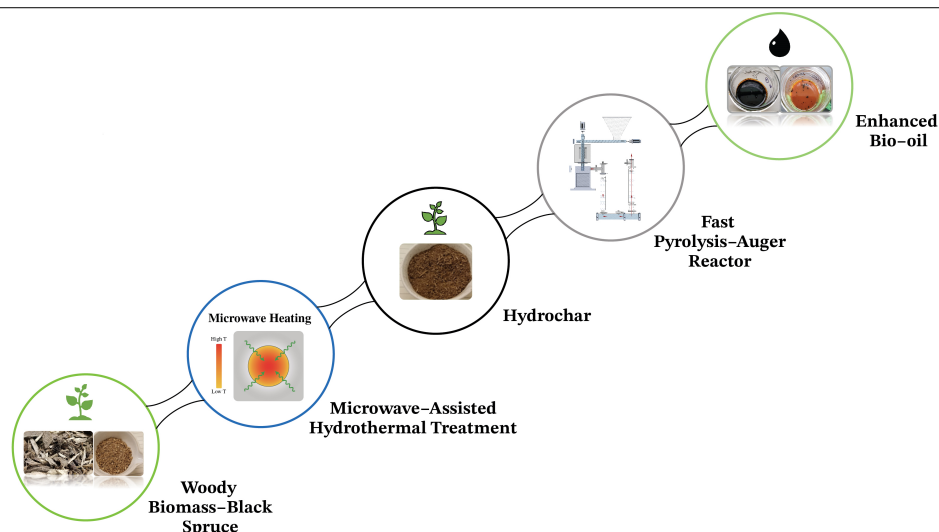 Enhanced
Bio-oil
Fast
Pyrolysis-Auger
Reactor
Hydrochar
Microwave Heating
High T
Low T
Microwave-Assisted
Hydrothermal Treatment
Woody
Biomass-Black
Spruce